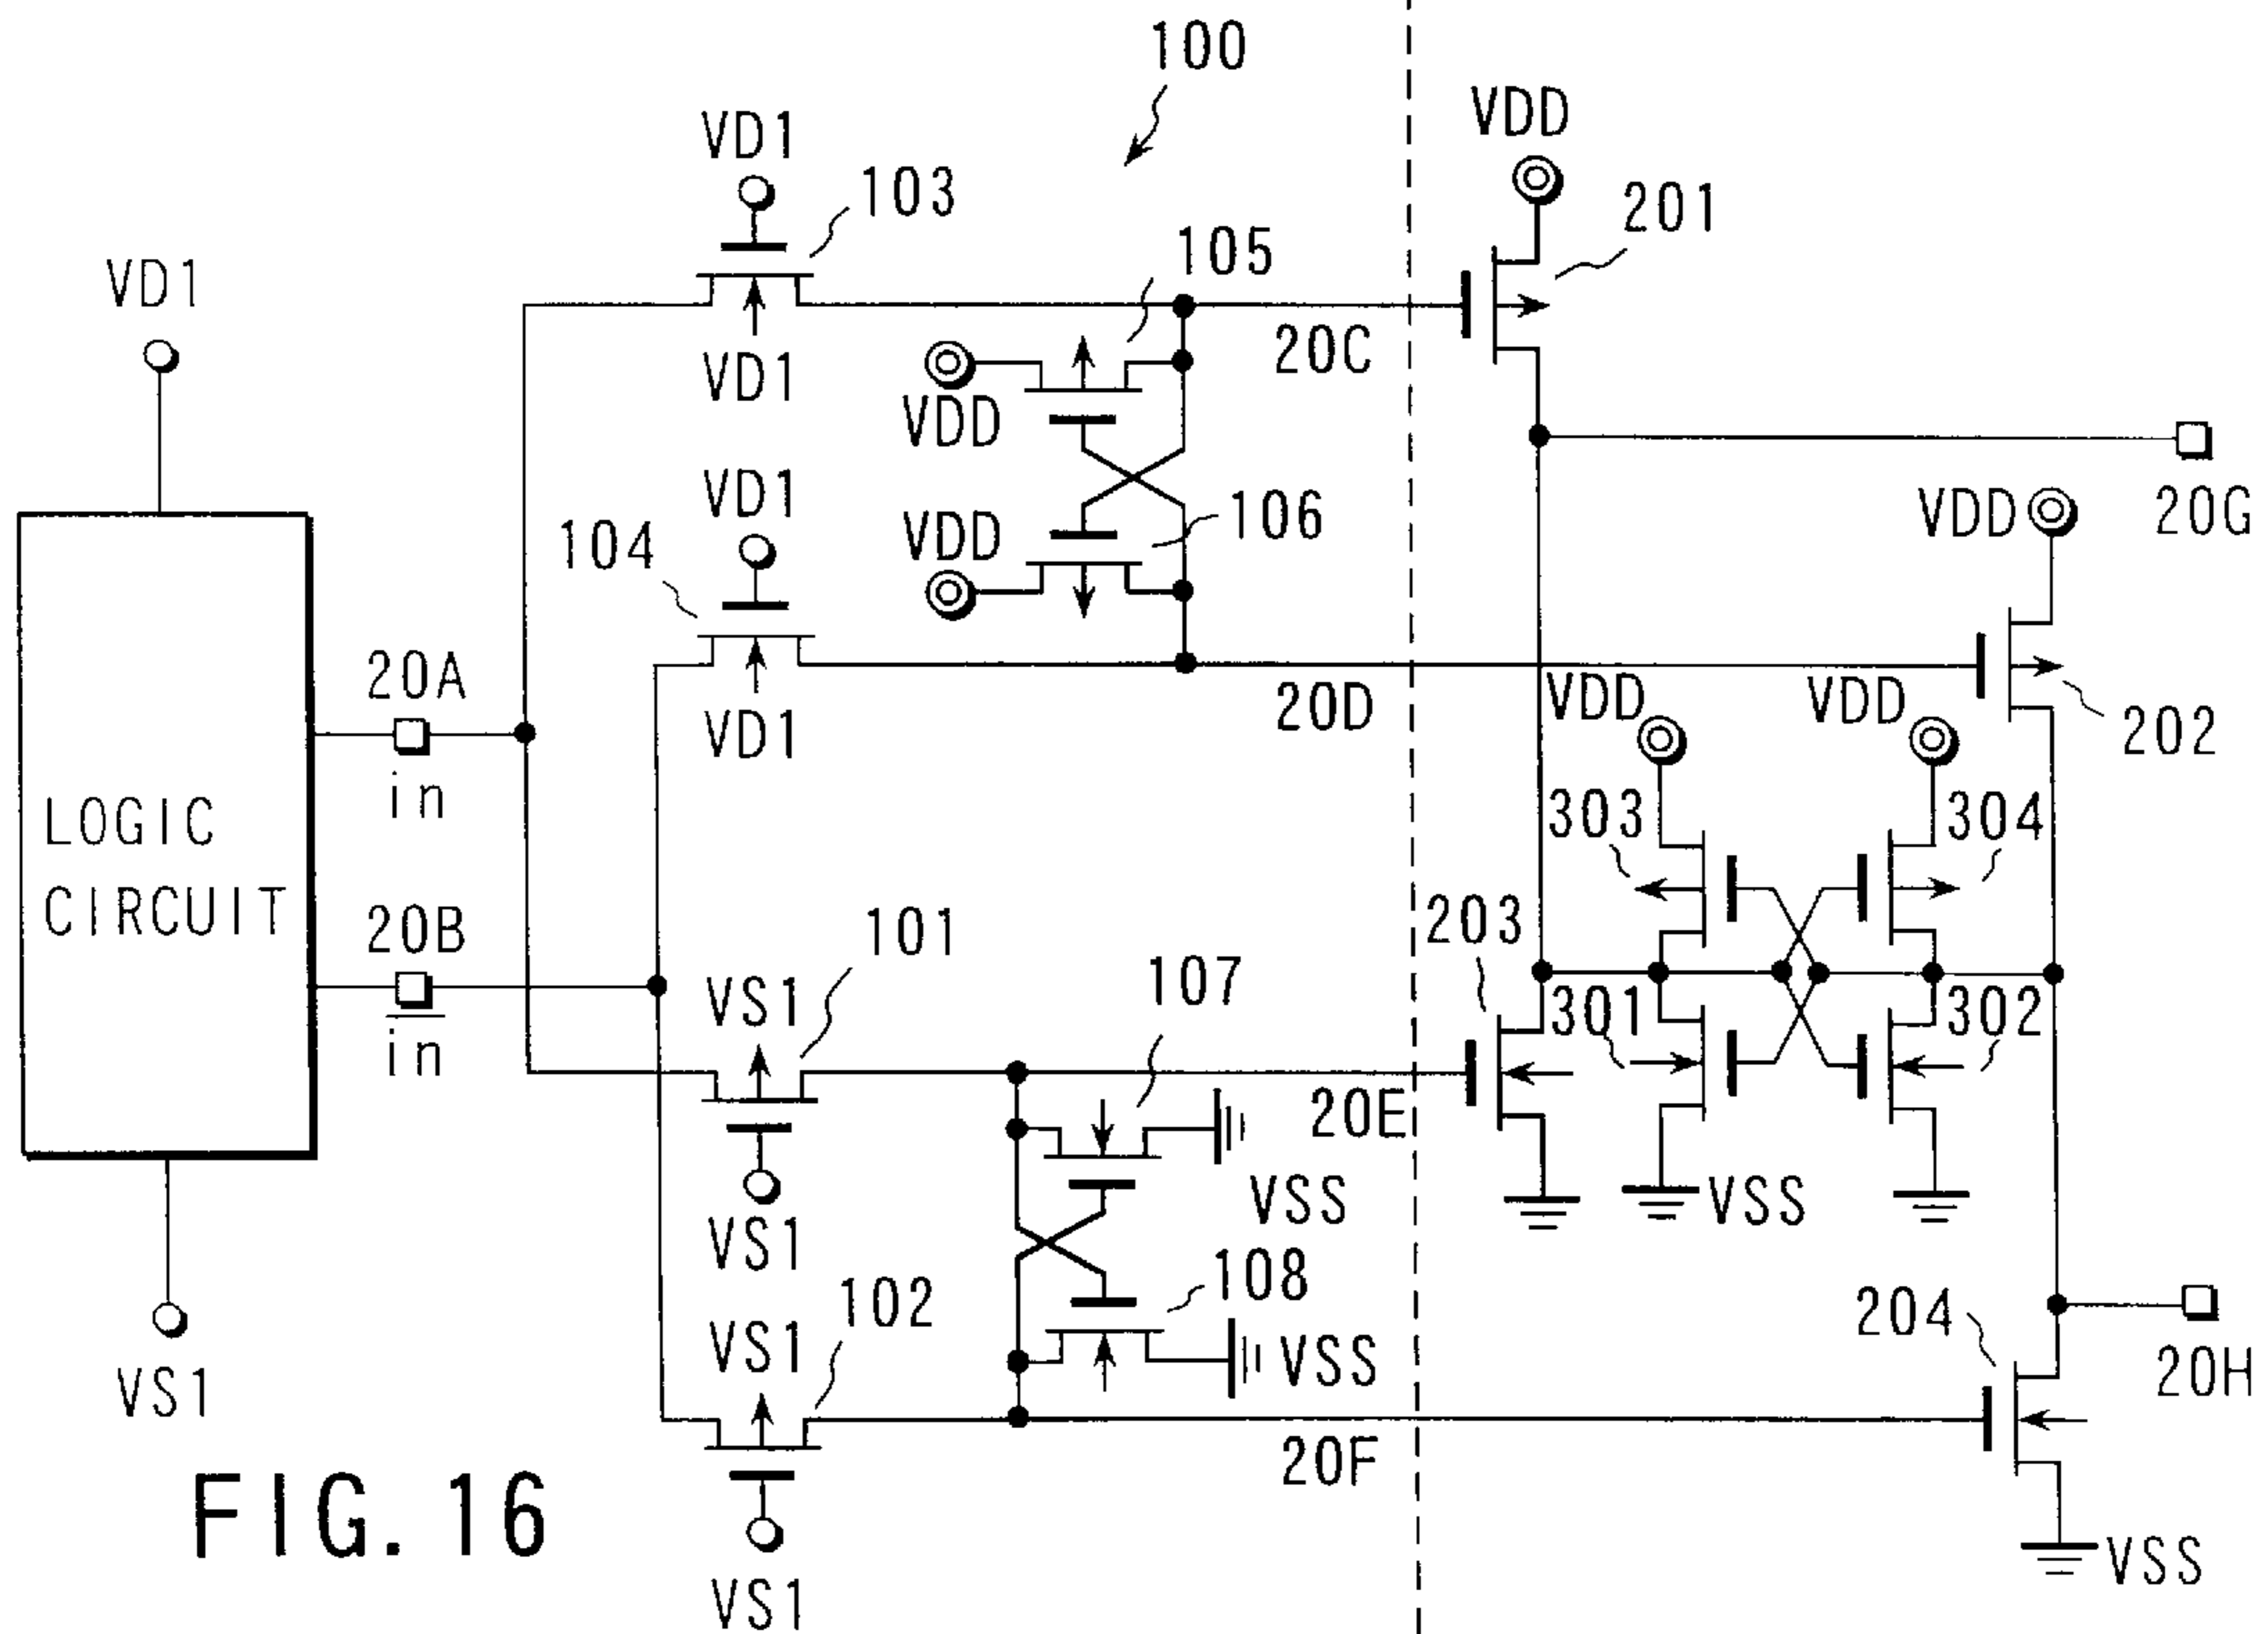 100
VDD
VD1
103
201
105
VD1
VD1
20C
VDD
VD1
VDD
106
104
VDD
20G
20A
VD1
20D
VDD
VDD
202
in
LOGIC
CIRCUIT
303
304
20B
101
203
in
VS1
107
301
302
20E
VS1
VSS
VSS
102
108
204
VS1
VSS
20H
VS1
20F
FIG. 16
VS1
VSS